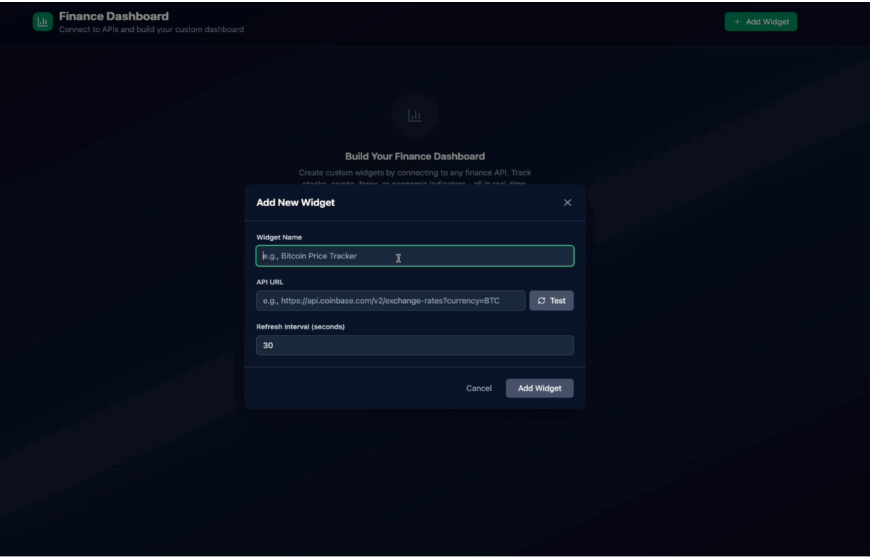 Finance Dashboard
Connect to APIs and build your custom dashboard
+ Add Widget
Build Your Finance Dashboard
Create custom widgets by connecting to any finance API. Track
stocks, crypto, forex, or economic indicators - all in real-time.
Add New Widget
Widget Name
e.g., Bitcoin Price Tracker
API URL
e.g., https://api.coinbase.com/v2/exchange-rates?currency=BTC
Test
Refresh Interval (seconds)
30
Cancel
Add Widget